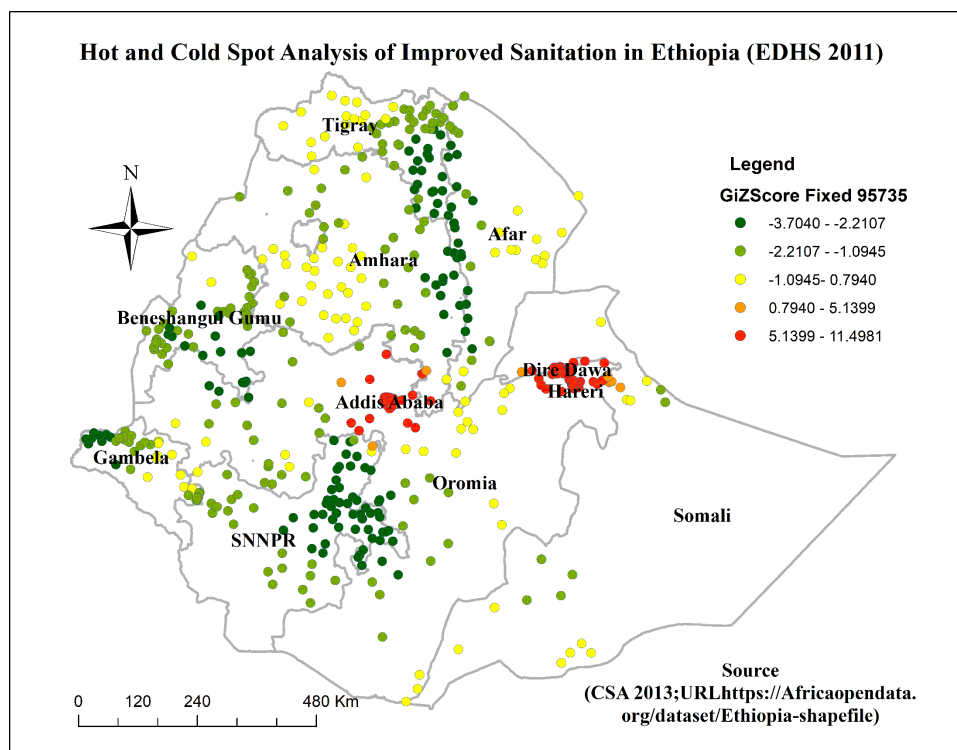 Hot and Cold Spot Analysis of Improved Sanitation in Ethiopia (EDHS 2011)
Tigray
N
Legend
GiZScore Fixed 95735
-3.7040 - -2.2107
-2.2107 - -1.0945
-1.0945- 0.7940
0.7940 - 5.1399
5.1399 - 11.4981
Afar
Amhara
Beneshangul Gumu
Dire Dawa
Hareri
Addis Ababa
Gambela
Oromia
Somali
SNNPR
Source
(CSA 2013;URLhttps://Africaopendata.
org/dataset/Ethiopia-shapefile)
0 120 240 480 Km